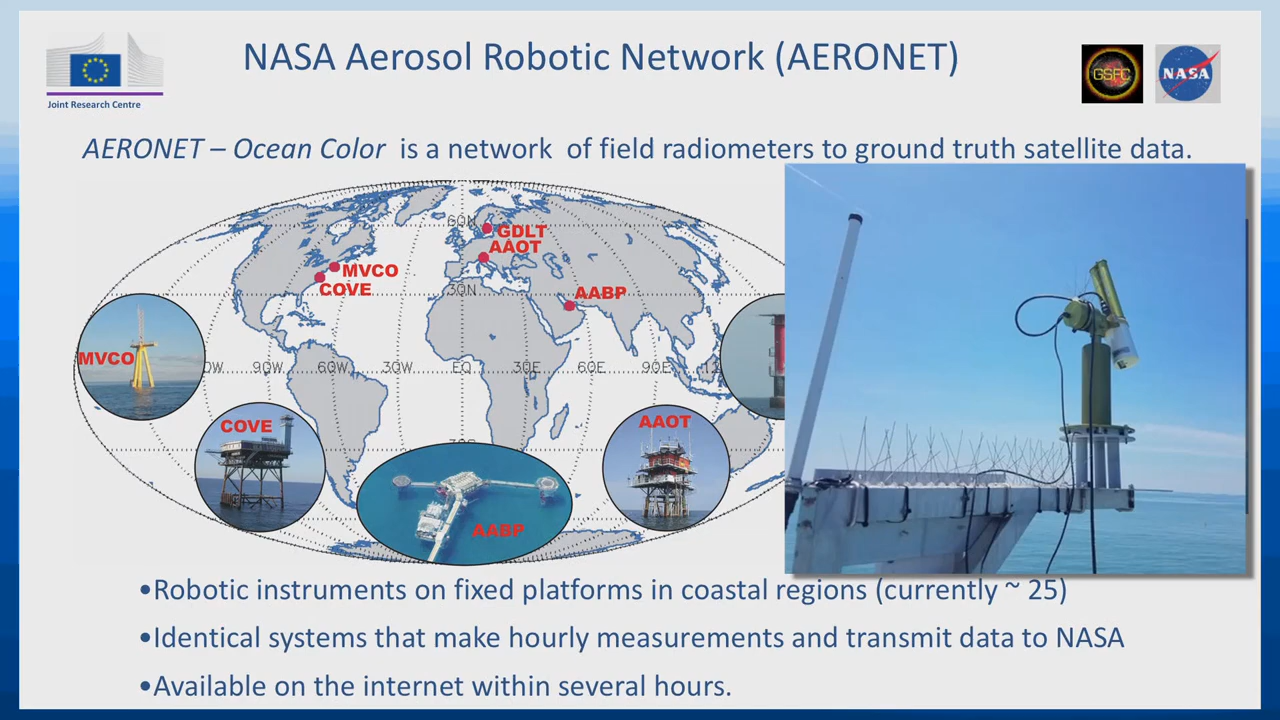 NASA Aerosol Robotic Network (AERONET)
Joint Research Centre
GSFC
NASA
AERONET – Ocean Color is a network of field radiometers to ground truth satellite data.
60N
GDLT
AAOT
MVCO
COVE
30N
AABP
MVCO
0W
90W
60W
30W
EQ
30E
60E
90E
12
COVE
AAOT
AABP
•Robotic instruments on fixed platforms in coastal regions (currently ~ 25)
•Identical systems that make hourly measurements and transmit data to NASA
•Available on the internet within several hours.